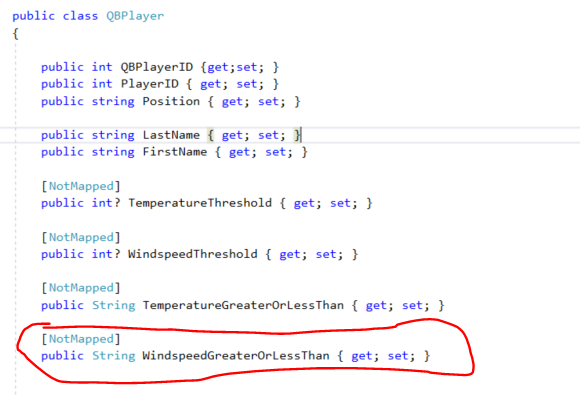 public class QBPlayer
{
public int QBPlayerID {get;set; }
public int PlayerID { get; set; }
public string Position { get; set; }
public string LastName { get; set; }
public string FirstName { get; set; }
[NotMapped]
public int? TemperatureThreshold { get; set; }
[NotMapped]
public int? WindspeedThreshold { get; set; }
[NotMapped]
public String TemperatureGreaterOrLessThan { get; set; }
[NotMapped]
public String WindspeedGreaterOrLessThan { get; set; }